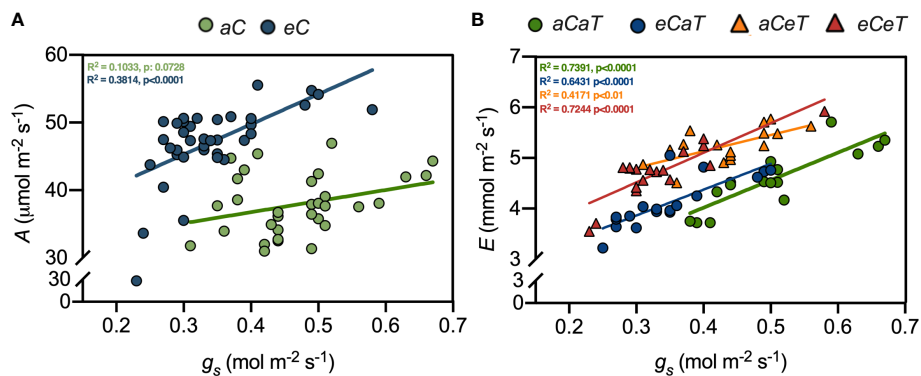 A
aC eC
R² = 0.1033, p: 0.0728
R² = 0.3814, p<0.0001
60
50
40
30
30
0
A (μmol m⁻² s⁻¹)
0.2 0.3 0.4 0.5 0.6 0.7
gs (mol m⁻² s⁻¹)
B
aCaT eCaT aCeT eCeT
R² = 0.7391, p<0.0001
R² = 0.6431 p<0.0001
R² = 0.4171 p<0.01
R² = 0.7244 p<0.0001
7
6
5
4
3
3
0
E (mmol m⁻² s⁻¹)
0.2 0.3 0.4 0.5 0.6 0.7
gs (mol m⁻² s⁻¹)